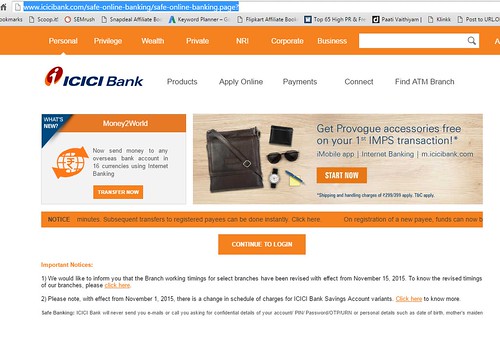 www.icicibank.com/safe-online-banking/safe-online-banking.page?
Scoop.it! SEMrush Snapdeal Affiliate Boo Keyword Planner – G Flipkart Affiliate Book Top 85 High PR & Fre Paati Vaithiyam | Klinkk Post to URLOP
Personal Privilege Wealth Private NRI Corporate Business
ICICI Bank Products Apply Online Payments Connect Find ATM Branch
WHAT'S NEW?
Money2World
Now send money to any
overseas bank account in
16 currencies using Internet
Banking
TRANSFER NOW
Get Provogue accessories free
on your 1st IMPS transaction!*
iMobile app | Internet Banking | m.icicibank.com
START NOW
*Shipping and handling charges of ₹299/399 apply. T&C apply.
NOTICE minutes. Subsequent transfers to registered payees can be done instantly. Click here. On registration of a new payee, funds can now b
CONTINUE TO LOGIN
Important Notices:
1) We would like to inform you that the Branch working timings for select branches have been revised with effect from November 15, 2015. To know the revised timings
of our branches, please click here.
2) Please note, with effect from November 1, 2015, there is a change in schedule of charges for ICICI Bank Savings Account variants. Click here to know more.
Safe Banking: ICICI Bank will never send you e-mails or call you asking for confidential details of your account/ PIN/ Password/OTP/URN or personal details such as date of birth, mother's maiden